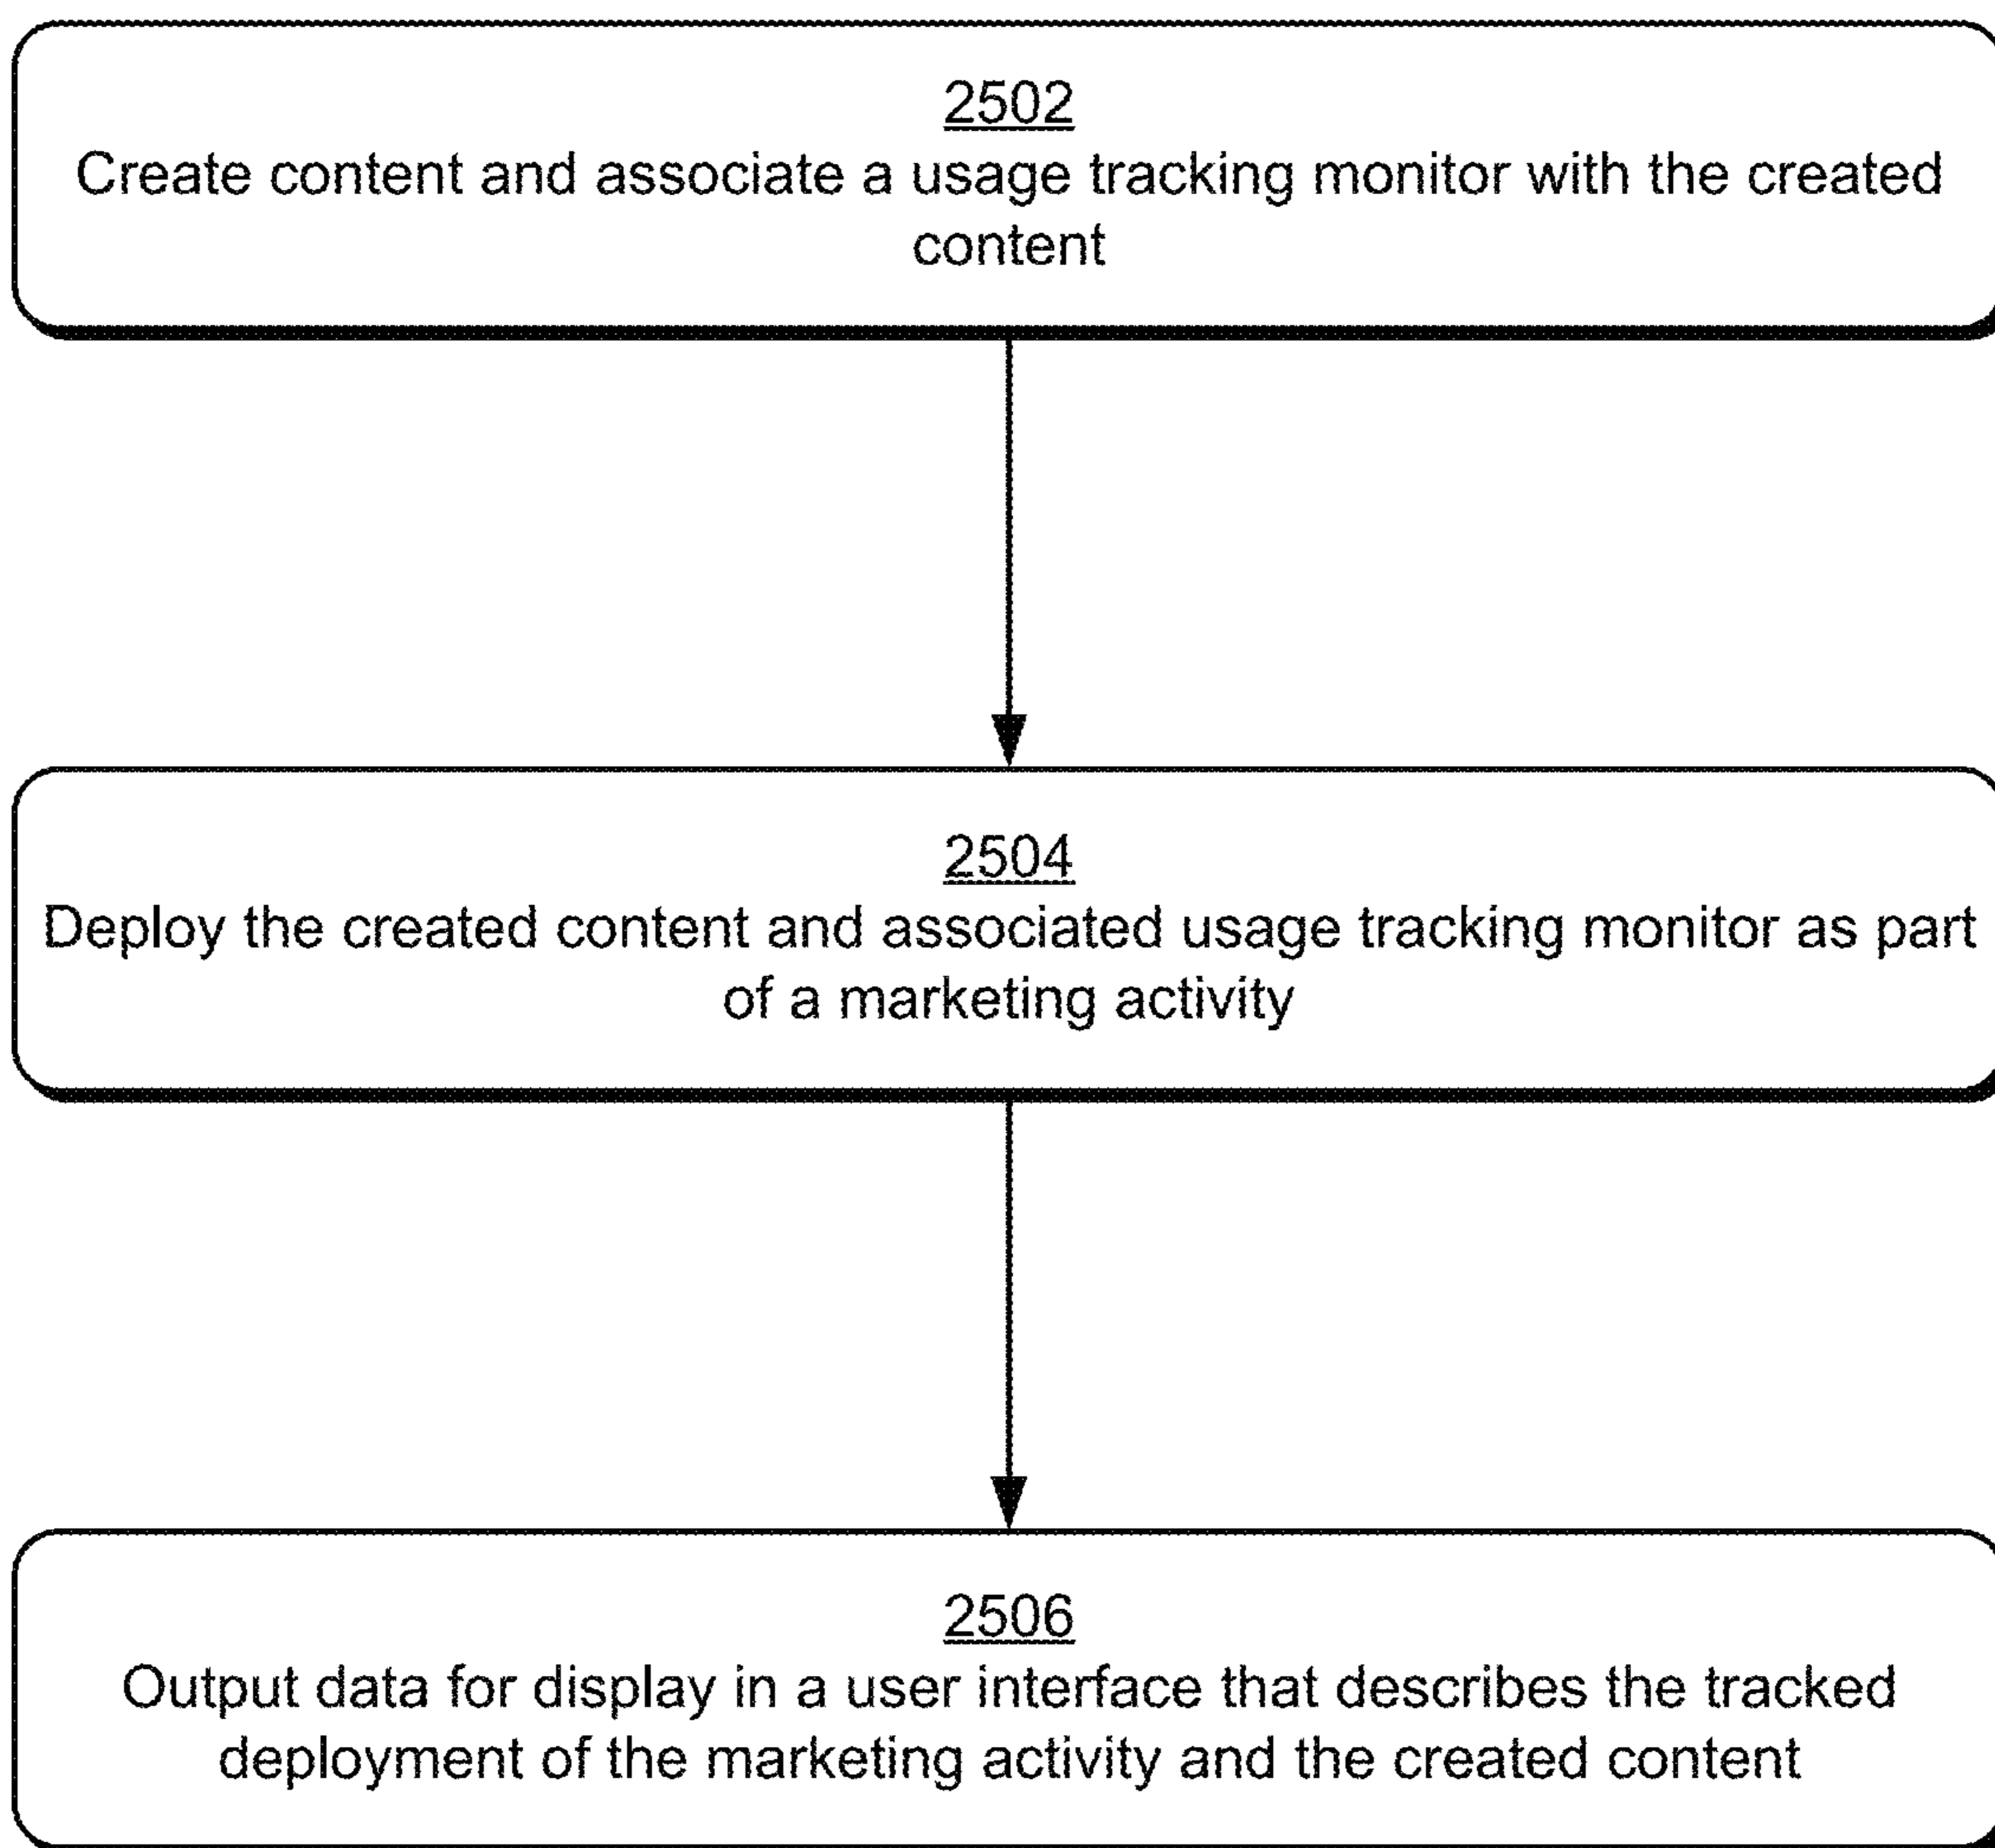 2502
Create content and associate a usage tracking monitor with the created
content
2504
Deploy the created content and associated usage tracking monitor as part
of a marketing activity
2506
Output data for display in a user interface that describes the tracked
deployment of the marketing activity and the created content